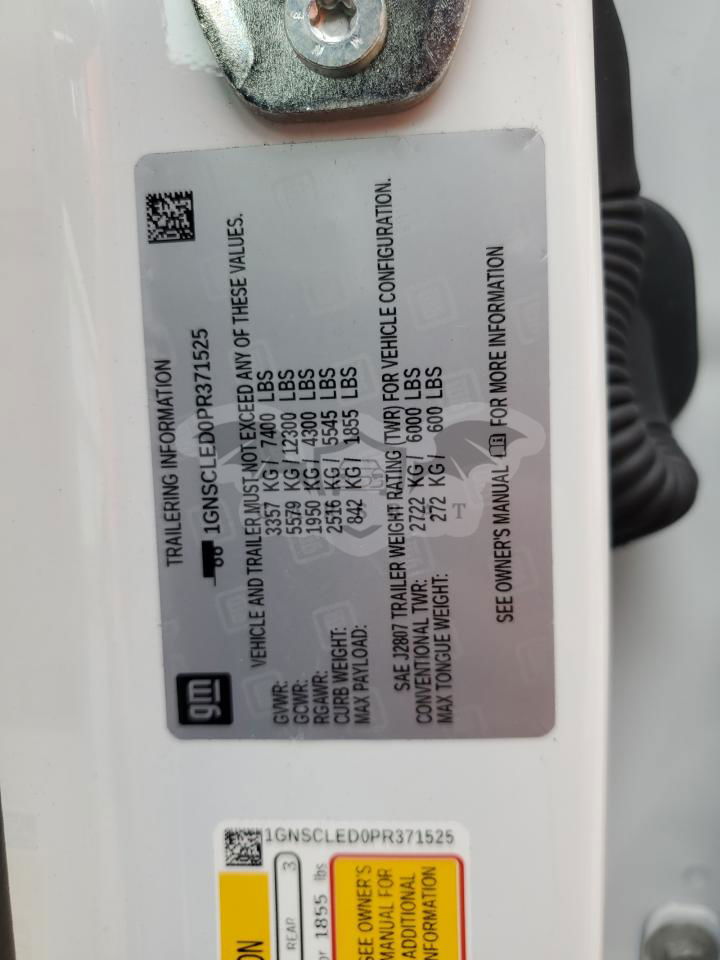 gm
TRAILERING INFORMATION
1GNSCLED0PR371525
VEHICLE AND TRAILER MUST NOT EXCEED ANY OF THESE VALUES.
GVWR: 3357 KG / 7400 LBS
GCWR: 5579 KG / 12300 LBS
RGAWR: 1950 KG / 4300 LBS
CURB WEIGHT: 2516 KG / 5545 LBS
MAX PAYLOAD: 842 KG / 1855 LBS
SAE J2807 TRAILER WEIGHT RATING (TWR) FOR VEHICLE CONFIGURATION.
CONVENTIONAL TWR: 2722 KG / 6000 LBS
MAX TONGUE WEIGHT: 272 KG / 600 LBS
SEE OWNER'S MANUAL FOR MORE INFORMATION
1GNSCLED0PR371525
REAR 3
or 1855 lbs
SEE OWNER'S
MANUAL FOR
ADDITIONAL
INFORMATION